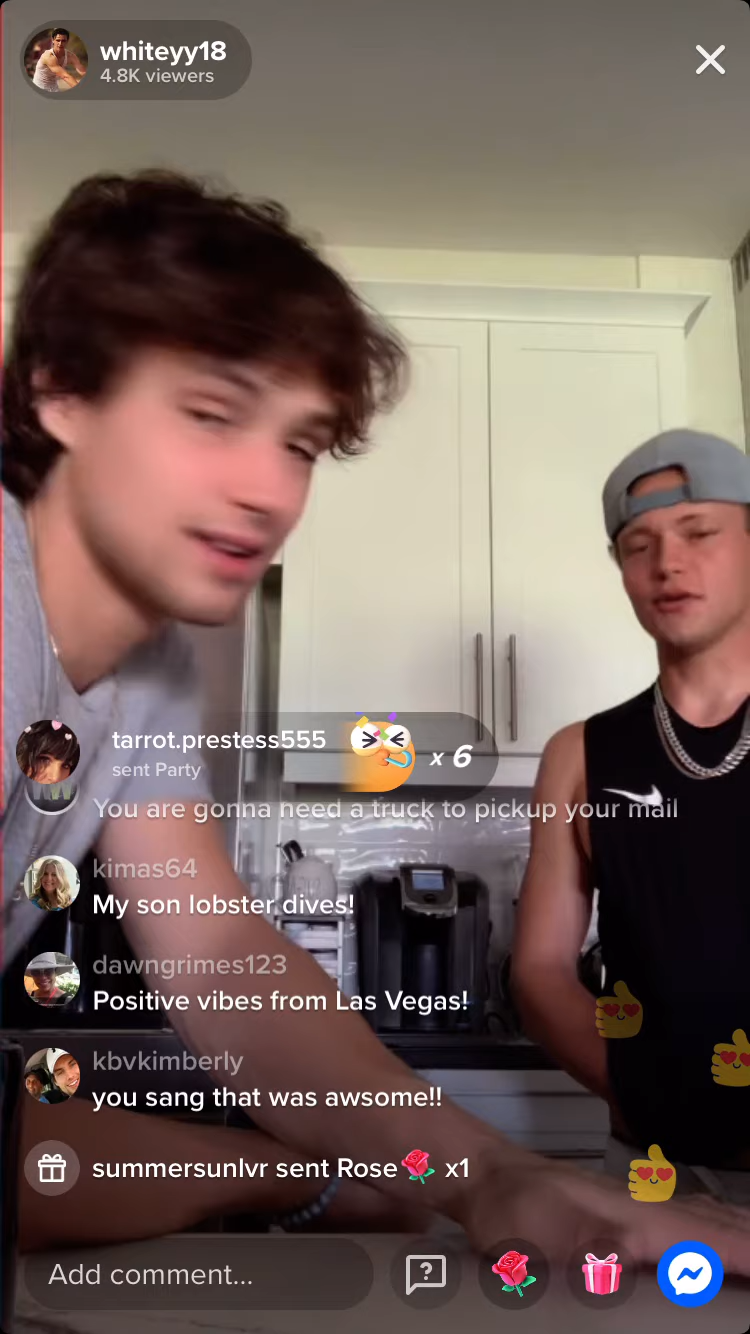 whiteyy18
4.8K viewers
tarrot.prestess555
sent Party
x 6
You are gonna need a truck to pickup your mail
kimas64
My son lobster dives!
dawngrimes123
Positive vibes from Las Vegas!
kbvkimberly
you sang that was awsome!!
summersunlvr sent Rose🌹 x1
Add comment...